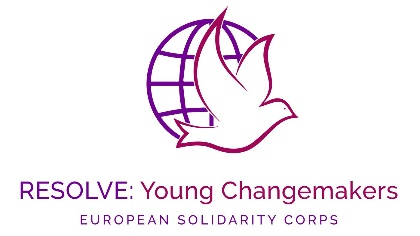 RESOLVE: Young Changemakers
EUROPEAN SOLIDARITY CORPS